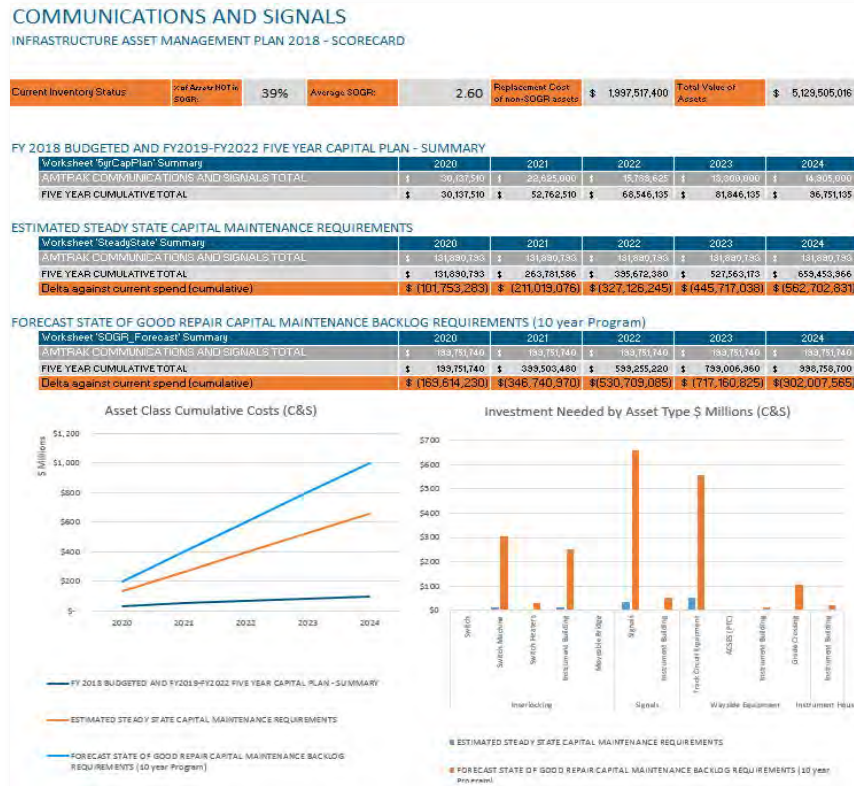 COMMUNICATIONS AND SIGNALS
INFRASTRUCTURE ASSET MANAGEMENT PLAN 2018 - SCORECARD
Current Inventory Status % of Assets NOT in SOGR: 39% Average SOGR: 2.60 Replacement Cost of non-SOGR assets $ 1,997,517,400 Total Value of Assets $ 5,129,505,016
FY 2018 BUDGETED AND FY2019-FY2022 FIVE YEAR CAPITAL PLAN - SUMMARY
Worksheet '5yrCapPlan' Summary 2020 2021 2022 2023 2024
AMTRAK COMMUNICATIONS AND SIGNALS TOTAL $ 30,137,510 $ 22,625,000 $ $ 13,300,000 $ 14,905,000
FIVE YEAR CUMULATIVE TOTAL $ 30,137,510 $ 52,762,510 $ 68,546,135 $ 81,846,135 $ 96,751,135
ESTIMATED STEADY STATE CAPITAL MAINTENANCE REQUIREMENTS
Worksheet 'SteadyState' Summary 2020 2021 2022 2023 2024
AMTRAK COMMUNICATIONS AND SIGNALS TOTAL $ 131,890,793 $ 131,890,793 $ 131,890,793 $ 131,890,793 $ 131,890,793
FIVE YEAR CUMULATIVE TOTAL $ 131,890,793 $ 263,781,586 $ 395,672,380 $ 527,563,173 $ 659,453,966
Delta against current spend (cumulative) $ (101,753,283) $ (211,019,076) $ (327,126,245) $ (445,717,038) $ (562,702,831)
FORECAST STATE OF GOOD REPAIR CAPITAL MAINTENANCE BACKLOG REQUIREMENTS (10 year Program)
Worksheet 'SOGR_Forecast' Summary 2020 2021 2022 2023 2024
AMTRAK COMMUNICATIONS AND SIGNALS TOTAL $ 199,751,740 $ 199,751,740 $ 199,751,740 $ 199,751,740 $ 199,751,740
FIVE YEAR CUMULATIVE TOTAL $ 199,751,740 $ 399,503,480 $ 599,255,220 $ 799,006,960 $ 998,758,700
Delta against current spend (cumulative) $ (169,614,230) $ (346,740,970) $ (530,709,085) $ (717,160,825) $ (902,007,565)
Asset Class Cumulative Costs (C&S)
$ Millions
$1,200
$1,000
$800
$600
$400
$200
$-
2020 2021 2022 2023 2024
FY 2018 BUDGETED AND FY2019-FY2022 FIVE YEAR CAPITAL PLAN - SUMMARY
ESTIMATED STEADY STATE CAPITAL MAINTENANCE REQUIREMENTS
FORECAST STATE OF GOOD REPAIR CAPITAL MAINTENANCE BACKLOG
REQUIREMENTS (10 year Program)
Investment Needed by Asset Type $ Millions (C&S)
$700
$600
$500
$400
$300
$200
$100
$0
Switch
Switch Machine
Switch Heaters
Instrument Building
Moveable Bridge
Signals
Instrument Building
Track Circuit Equipment
ACSES (PTC)
Instrument Building
Grade Crossing
Instrument Building
Interlocking Signals Wayside Equipment Instrument Hous
ESTIMATED STEADY STATE CAPITAL MAINTENANCE REQUIREMENTS
FORECAST STATE OF GOOD REPAIR CAPITAL MAINTENANCE BACKLOG REQUIREMENTS (10 year
Program)